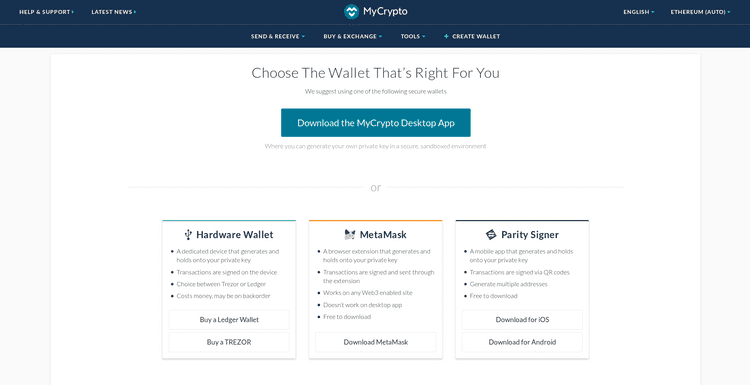 HELP & SUPPORT
LATEST NEWS
MyCrypto
ENGLISH
ETHEREUM (AUTO)
SEND & RECEIVE
BUY & EXCHANGE
TOOLS
+ CREATE WALLET
Choose The Wallet That's Right For You
We suggest using one of the following secure wallets
Download the MyCrypto Desktop App
Where you can generate your own private key in a secure, sandboxed environment
or
Hardware Wallet
A dedicated device that generates and
holds onto your private key
Transactions are signed on the device
Choice between Trezor or Ledger
Costs money, may be on backorder
Buy a Ledger Wallet
Buy a TREZOR
MetaMask
A browser extension that generates and
holds onto your private key
Transactions are signed and sent through
the extension
Works on any Web3 enabled site
Doesn't work on desktop app
Free to download
Download MetaMask
Parity Signer
A mobile app that generates and holds
onto your private key
Transactions are signed via QR codes
Generate multiple addresses
Free to download
Download for iOS
Download for Android